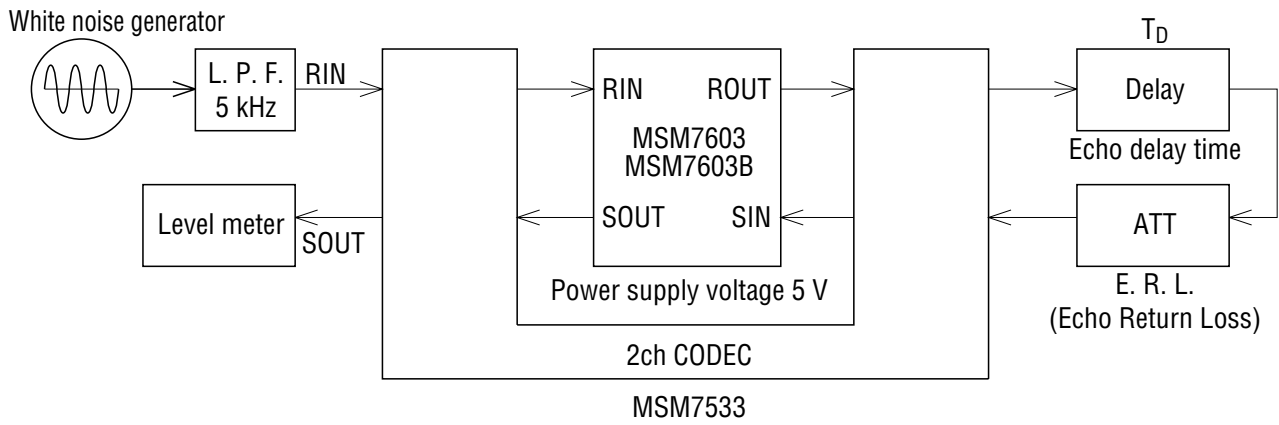 White noise generator
L. P. F.
5 kHz
RIN
RIN
ROUT
MSM7603
MSM7603B
SOUT
SIN
Power supply voltage 5 V
TD
Delay
Echo delay time
Level meter
SOUT
ATT
E. R. L.
(Echo Return Loss)
2ch CODEC
MSM7533